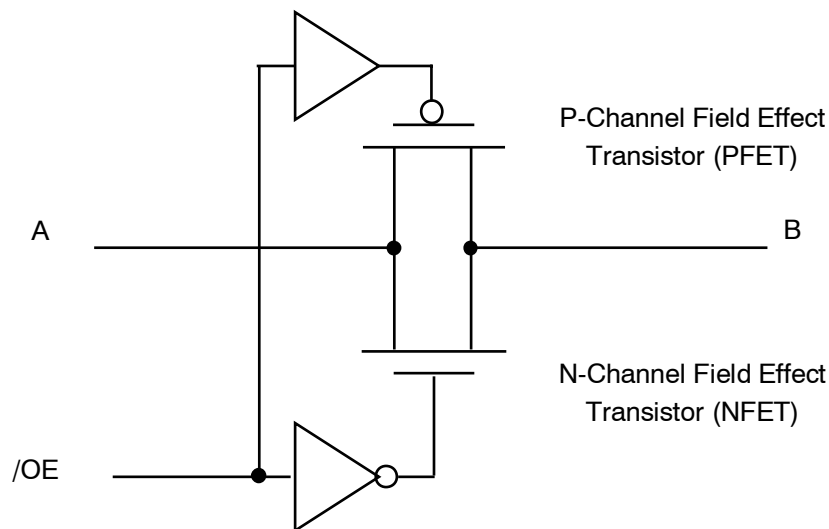 P-Channel Field Effect
Transistor (PFET)
A
B
N-Channel Field Effect
Transistor (NFET)
/OE